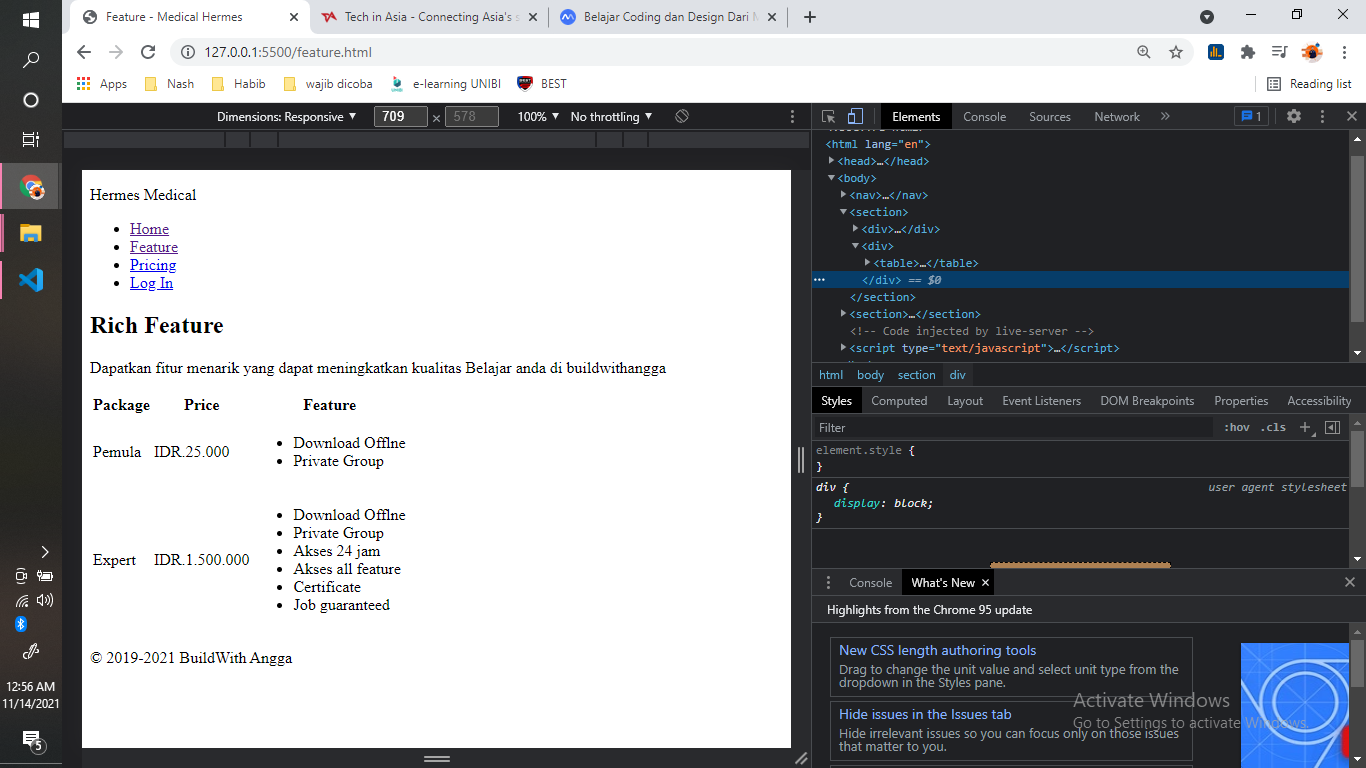 Feature - Medical Hermes
Tech in Asia - Connecting Asia's s
Belajar Coding dan Design Dari M
127.0.0.1:5500/feature.html
Apps
Nash
Habib
wajib dicoba
e-learning UNIBI
BEST
Reading list
Dimensions: Responsive ▼
709
×
578
100% ▼
No throttling ▼
Elements
Console
Sources
Network
»
1
Hermes Medical
• Home
• Feature
• Pricing
• Log In
Rich Feature
Dapatkan fitur menarik yang dapat meningkatkan kualitas Belajar anda di buildwithangga
Package Price Feature
Pemula IDR.25.000
• Download Offlne
• Private Group
Expert IDR.1.500.000
• Download Offlne
• Private Group
• Akses 24 jam
• Akses all feature
• Certificate
• Job guaranteed
© 2019-2021 BuildWith Angga
<html lang="en">
▶<head>…</head>
▼<body>
▶<nav>…</nav>
▼<section>
▶<div>…</div>
▼<div>
▶<table>…</table>
</div> == $0
</section>
▶<section>…</section>
<!-- Code injected by live-server -->
▶<script type="text/javascript">…</script>
html body section div
Styles
Computed
Layout
Event Listeners
DOM Breakpoints
Properties
Accessibility
Filter
:hov .cls +
element.style {
}
div { user agent stylesheet
display: block;
}
Console
What's New ×
Highlights from the Chrome 95 update
New CSS length authoring tools
Drag to change the unit value and select unit type from the
dropdown in the Styles pane.
Hide issues in the Issues tab
Hide irrelevant issues so you can focus only on those issues
that matter to you.
Activate Windows
Go to Settings to activate Windows.
12:56 AM
11/14/2021
5